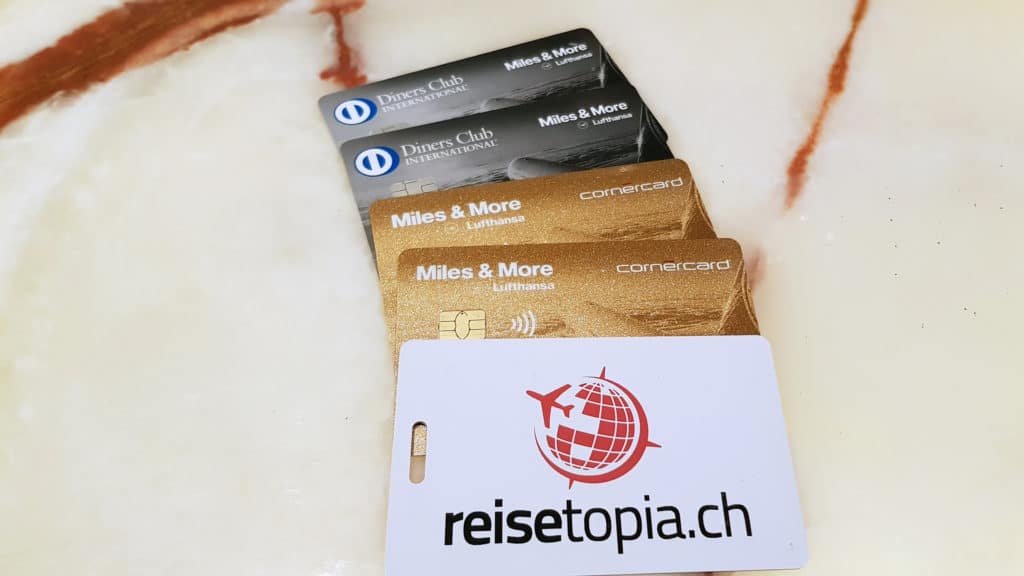 Miles & More
Lufthansa
Diners Club
INTERNATIONAL
Miles & More
Lufthansa
Diners Club
INTERNATIONAL
cornercard
Miles & More
Lufthansa
cornercard
Miles & More
Lufthansa
reisetopia.ch